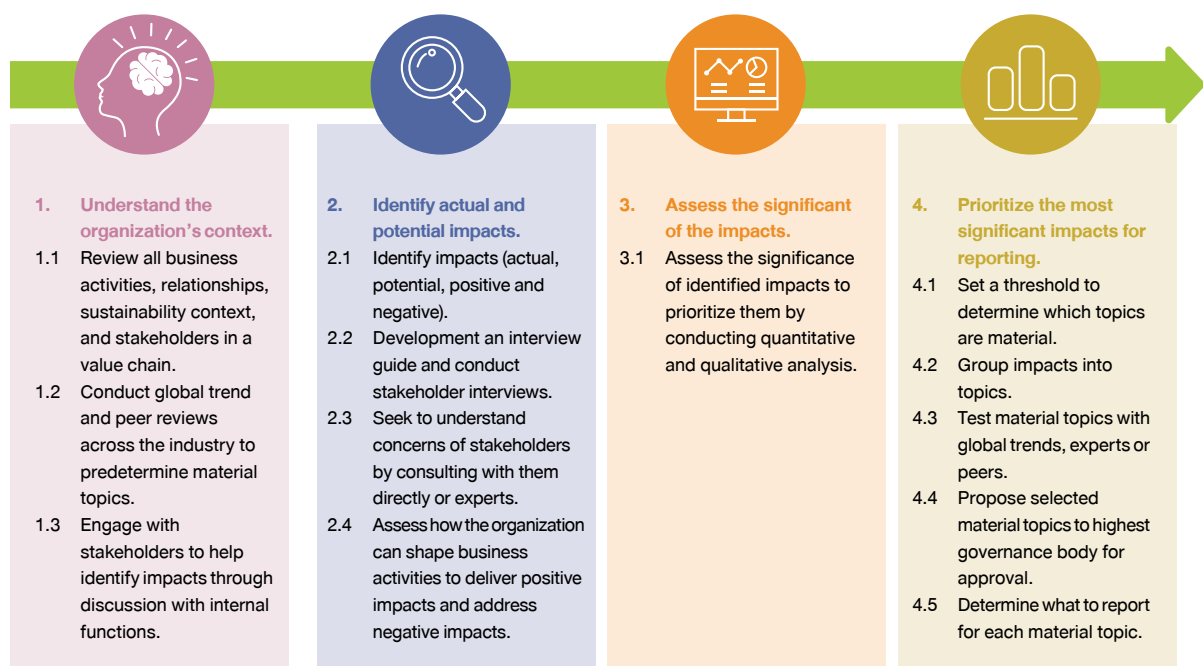 1. Understand the
organization's context.
1.1 Review all business
activities, relationships,
sustainability context,
and stakeholders in a
value chain.
1.2 Conduct global trend
and peer reviews
across the industry to
predetermine material
topics.
1.3 Engage with
stakeholders to help
identify impacts through
discussion with internal
functions.
2. Identify actual and
potential impacts.
2.1 Identify impacts (actual,
potential, positive and
negative).
2.2 Development an interview
guide and conduct
stakeholder interviews.
2.3 Seek to understand
concerns of stakeholders
by consulting with them
directly or experts.
2.4 Assess how the organization
can shape business
activities to deliver positive
impacts and address
negative impacts.
3. Assess the significant
of the impacts.
3.1 Assess the significance
of identified impacts to
prioritize them by
conducting quantitative
and qualitative analysis.
4. Prioritize the most
significant impacts for
reporting.
4.1 Set a threshold to
determine which topics
are material.
4.2 Group impacts into
topics.
4.3 Test material topics with
global trends, experts or
peers.
4.4 Propose selected
material topics to highest
governance body for
approval.
4.5 Determine what to report
for each material topic.